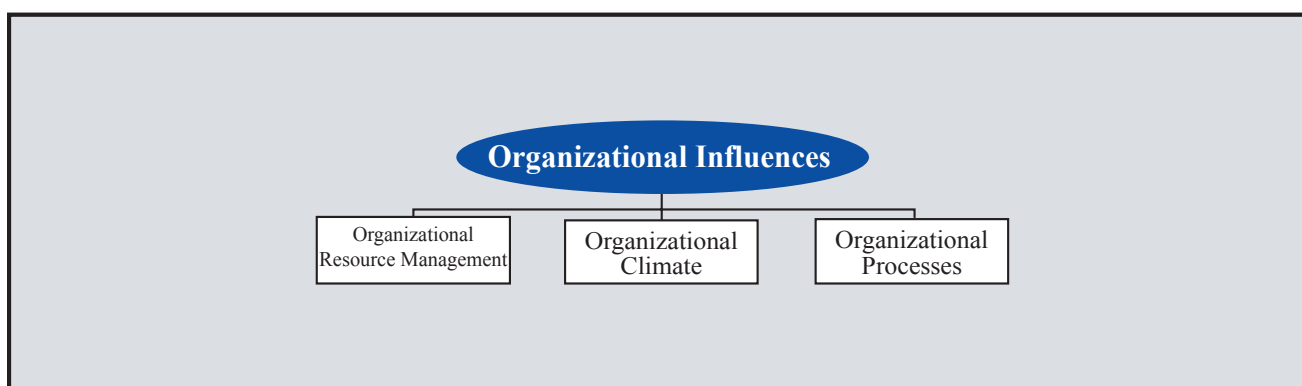 Organizational Influences
Organizational
Resource Management
Organizational
Climate
Organizational
Processes